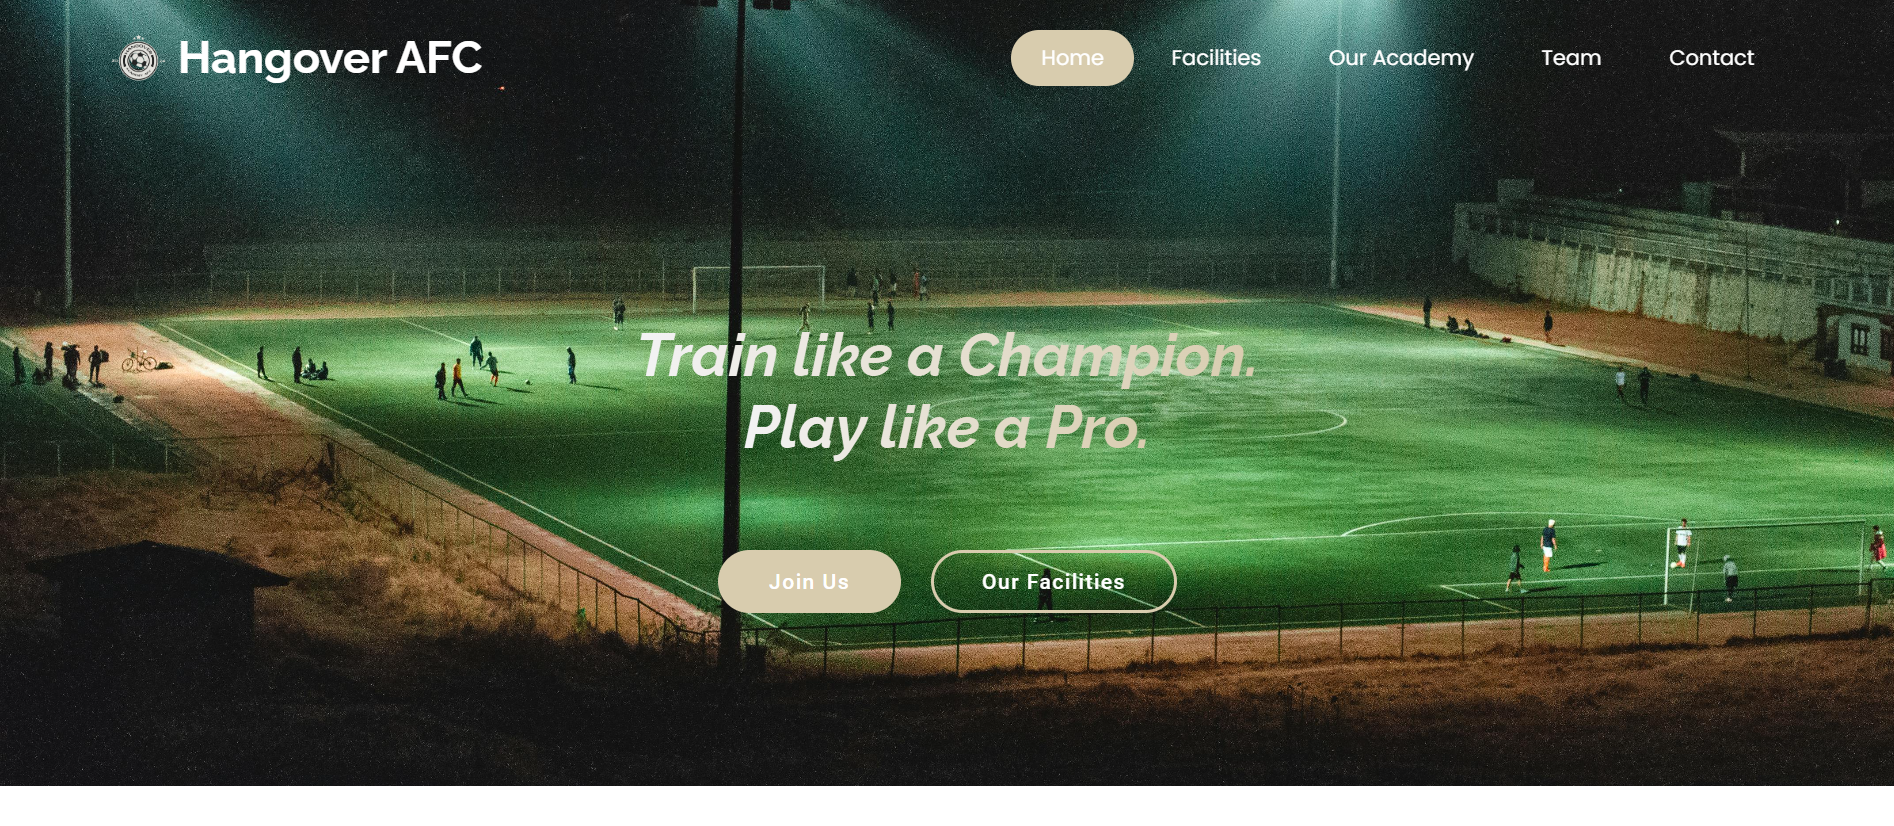 Hangover AFC
Home
Facilities
Our Academy
Team
Contact
Train like a Champion.
Play like a Pro.
Join Us
Our Facilities